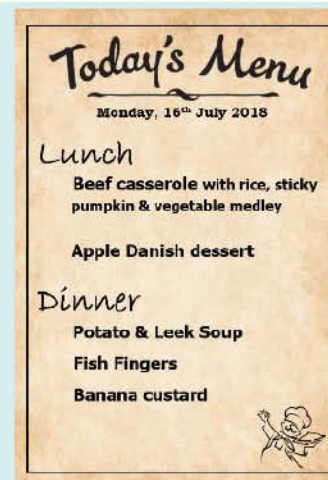 Today's Menu
Monday, 16th July 2018
Lunch
Beef casserole with rice, sticky
pumpkin & vegetable medley
Apple Danish dessert
Dinner
Potato & Leek Soup
Fish Fingers
Banana custard